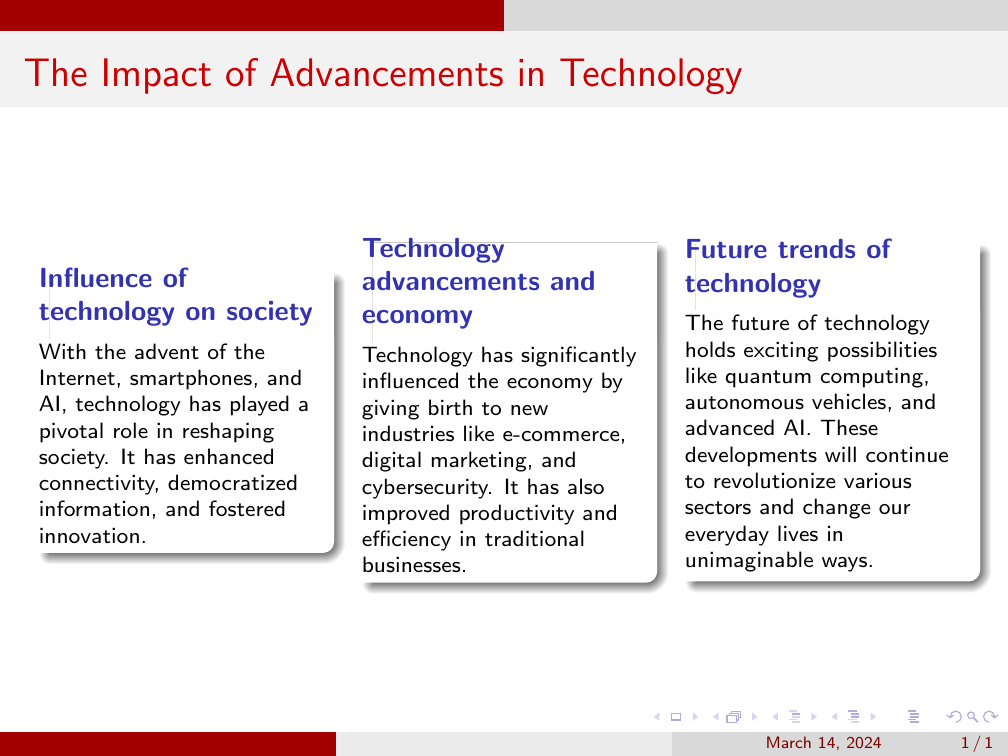 The Impact of Advancements in Technology
Influence of
technology on society
With the advent of the
Internet, smartphones, and
AI, technology has played a
pivotal role in reshaping
society. It has enhanced
connectivity, democratized
information, and fostered
innovation.
Technology
advancements and
economy
Technology has significantly
influenced the economy by
giving birth to new
industries like e-commerce,
digital marketing, and
cybersecurity. It has also
improved productivity and
efficiency in traditional
businesses.
Future trends of
technology
The future of technology
holds exciting possibilities
like quantum computing,
autonomous vehicles, and
advanced AI. These
developments will continue
to revolutionize various
sectors and change our
everyday lives in
unimaginable ways.
March 14, 2024 1 / 1